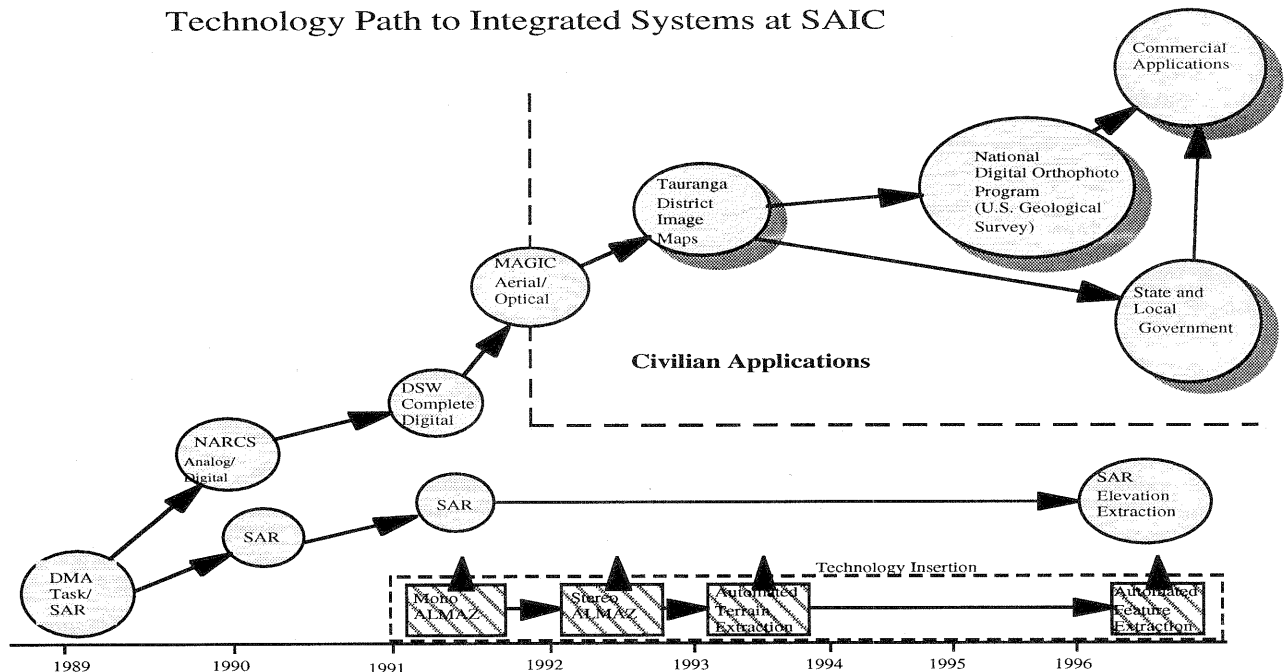 Technology Path to Integrated Systems at SAIC
Commercial
Applications
National
Digital Orthophoto
Program
(U.S. Geological
Survey)
Tauranga
District
Image
Maps
MAGIC
Aerial/
Optical
State and
Local
Government
Civilian Applications
DSW
Complete
Digital
NARCS
Analog/
Digital
SAR
Elevation
Extraction
SAR
SAR
DMA
Task/
SAR
Technology Insertion
Mono
ALMAZ
Stereo
ALMAZ
Automated
Terrain
Extraction
Automated
Feature
Extraction
1989
1990
1991
1992
1993
1994
1995
1996